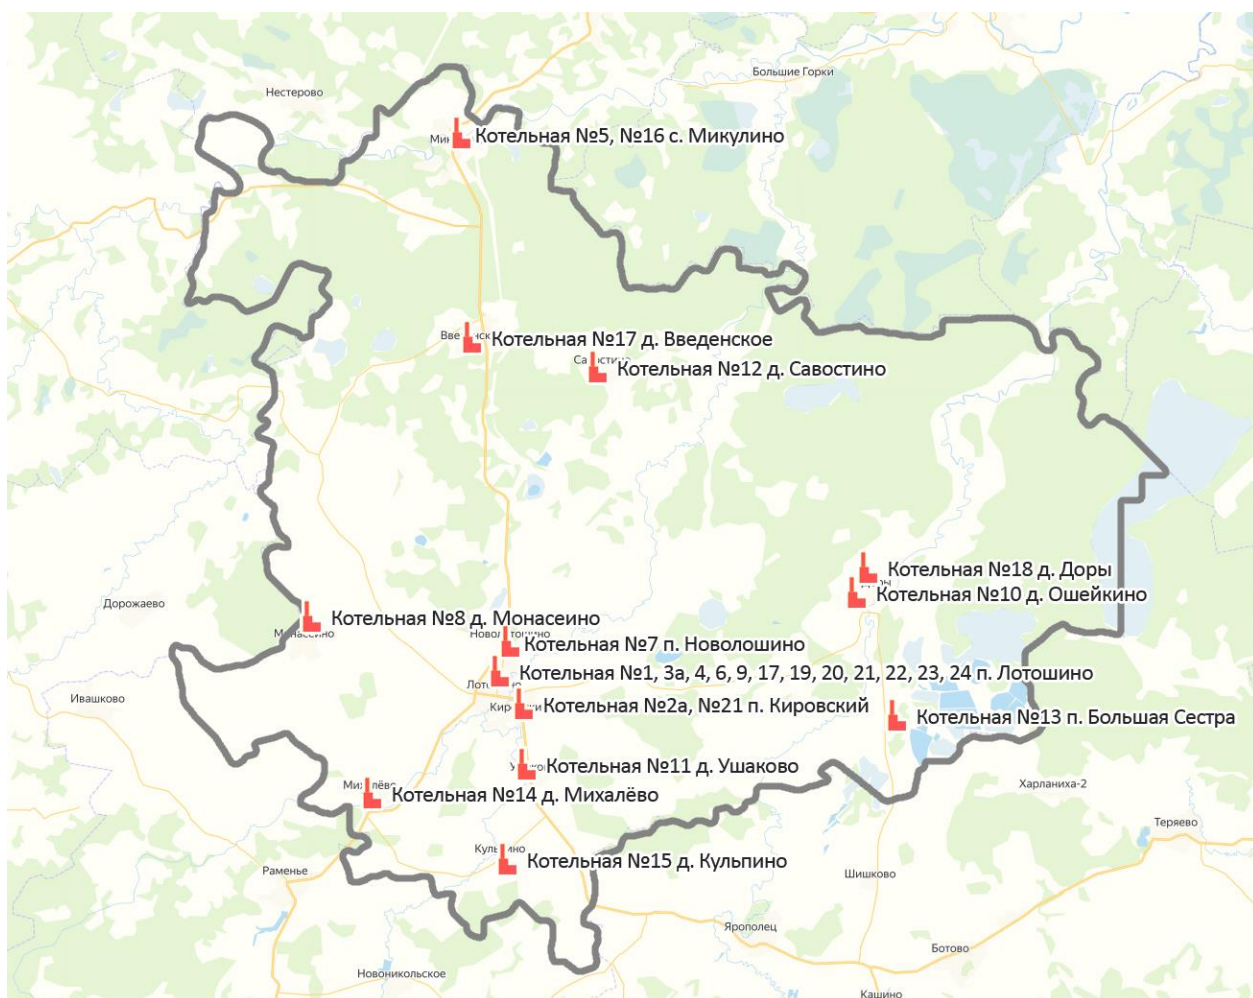 Большие Горки
Нестерово
Котельная №5, №16 с. Микулино
Котельная №17 д. Введенское
Котельная №12 д. Савостино
Котельная №18 д. Доры
Котельная №10 д. Ошейкино
Дорожаево
Котельная №8 д. Монасеино
Котельная №7 п. Новолошино
Котельная №1, 3а, 4, 6, 9, 17, 19, 20, 21, 22, 23, 24 п. Лотошино
Ивашково
Котельная №2а, №21 п. Кировский
Котельная №13 п. Большая Сестра
Котельная №11 д. Ушаково
Харланиха-2
Котельная №14 д. Михалёво
Теряево
Котельная №15 д. Кульпино
Раменье
Шишково
Ярополец
Ботово
Новоникольское
Кашино